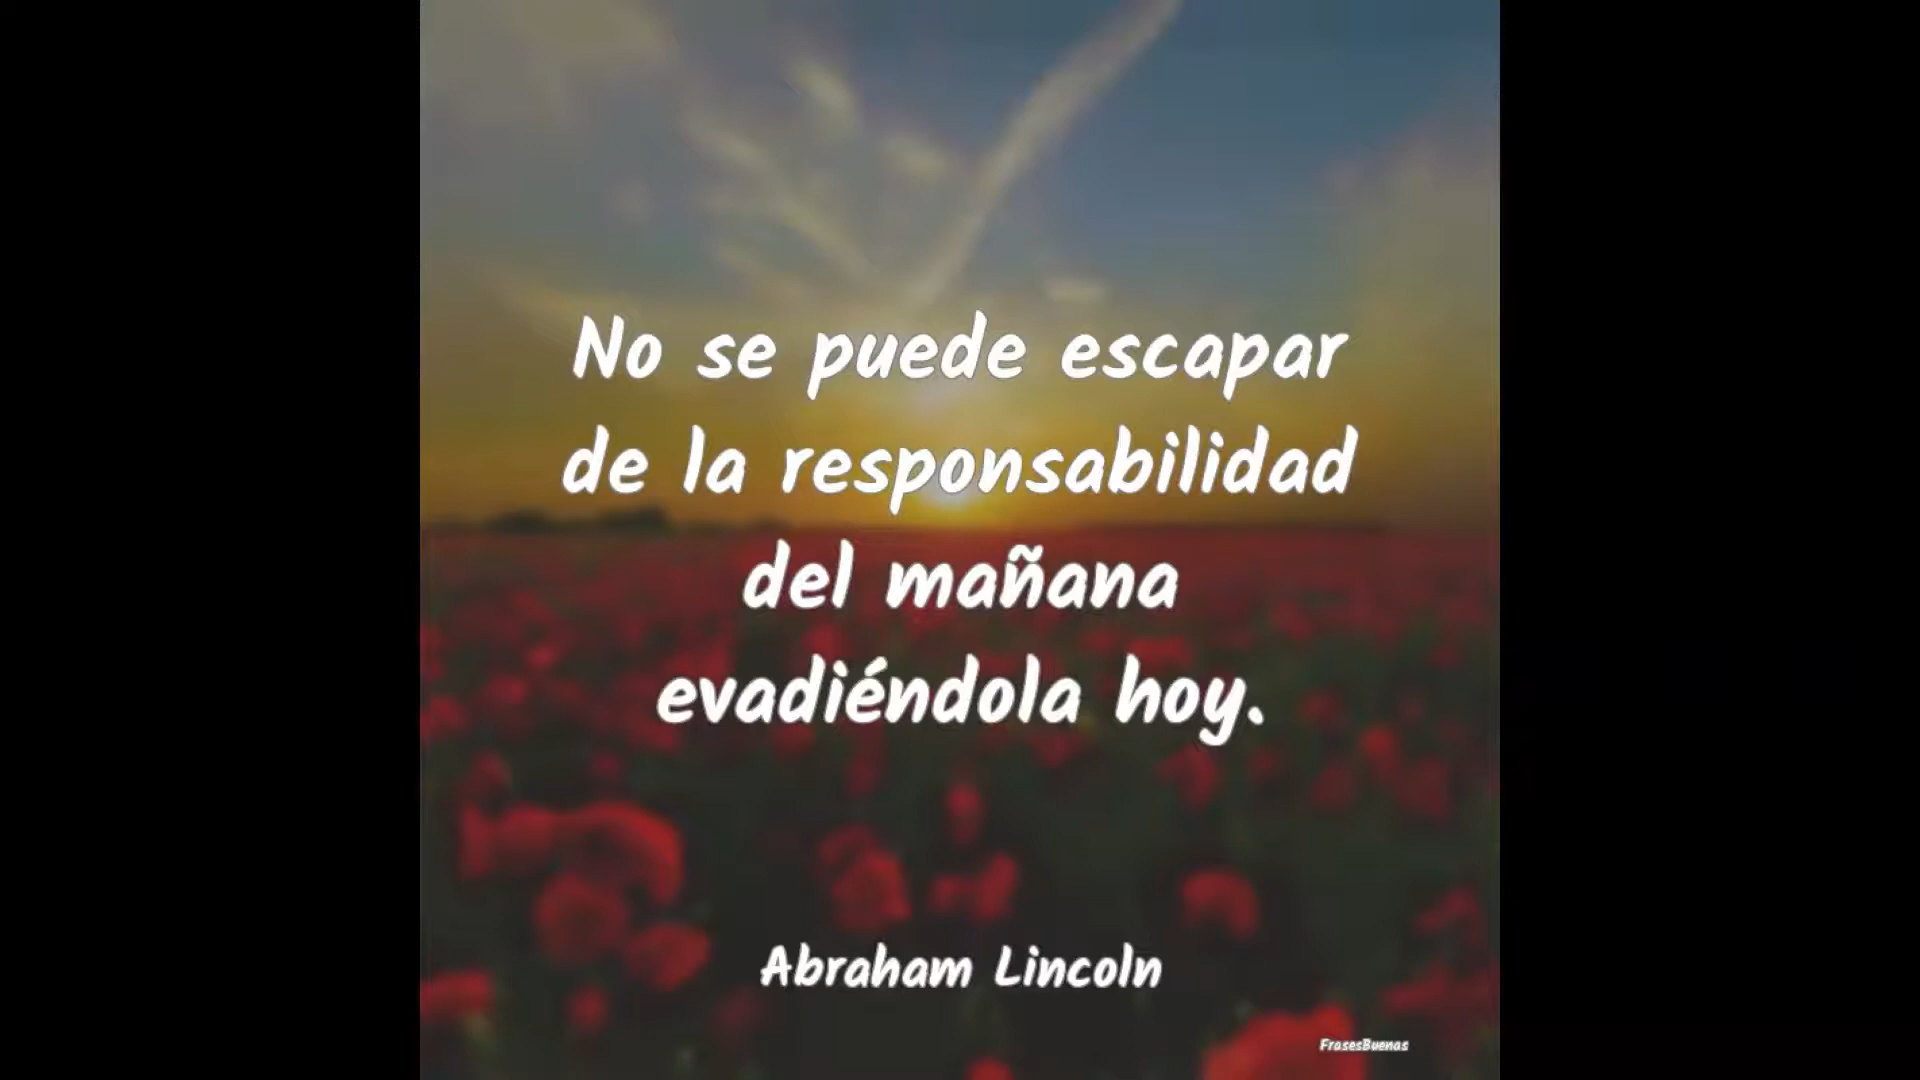 No se puede escapar
de la responsabilidad
del mañana
evadiéndola hoy.
Abraham Lincoln
FrasesBuenas